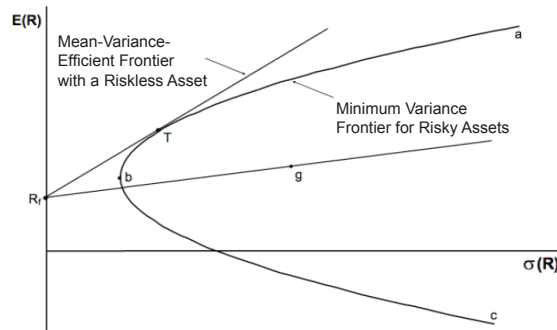 E(R)
Mean-Variance-
Efficient Frontier
with a Riskless Asset
a
Minimum Variance
Frontier for Risky Assets
T
b
g
Rf
σ(R)
c